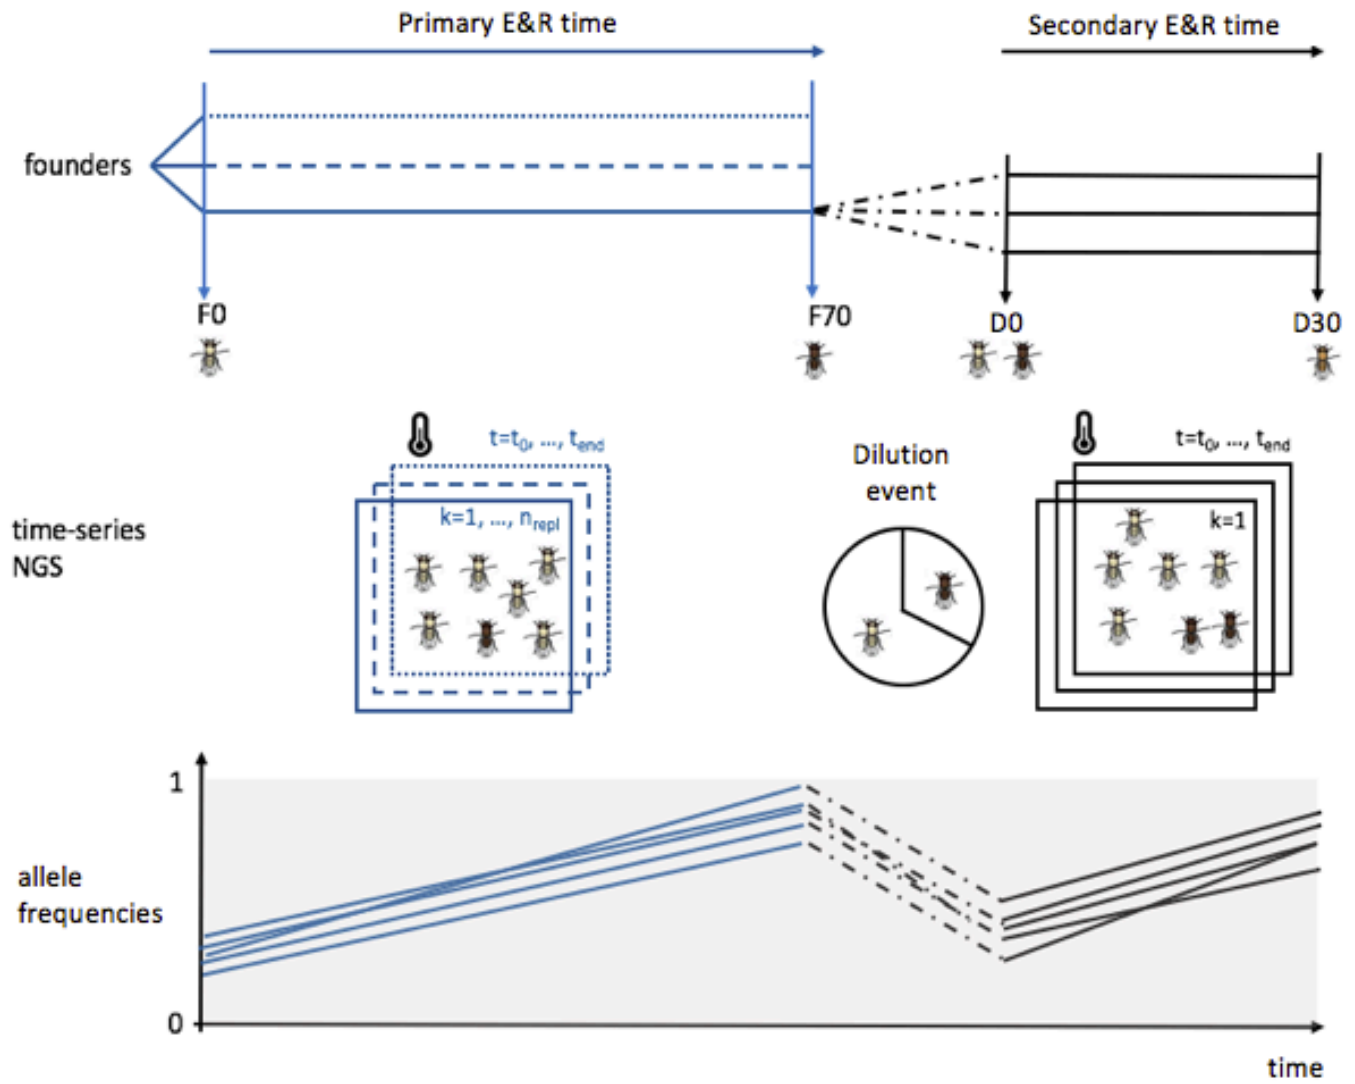 Primary E&R time
Secondary E&R time
founders
F0
F70
D0
D30
t=t0, ..., tend
k=1, ..., nrepl
Dilution
event
t=t0, ..., tend
k=1
time-series
NGS
1
allele
frequencies
0
time